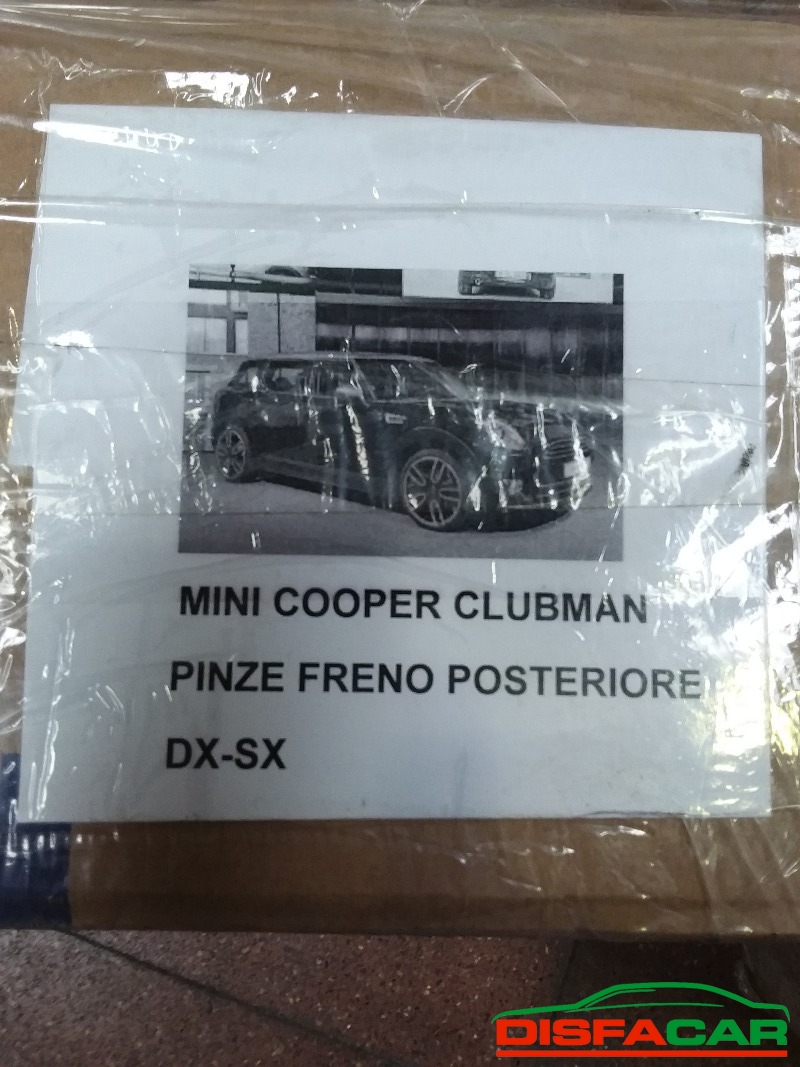 MINI COOPER CLUBMAN
PINZE FRENO POSTERIORE
DX-SX
DISFACAR